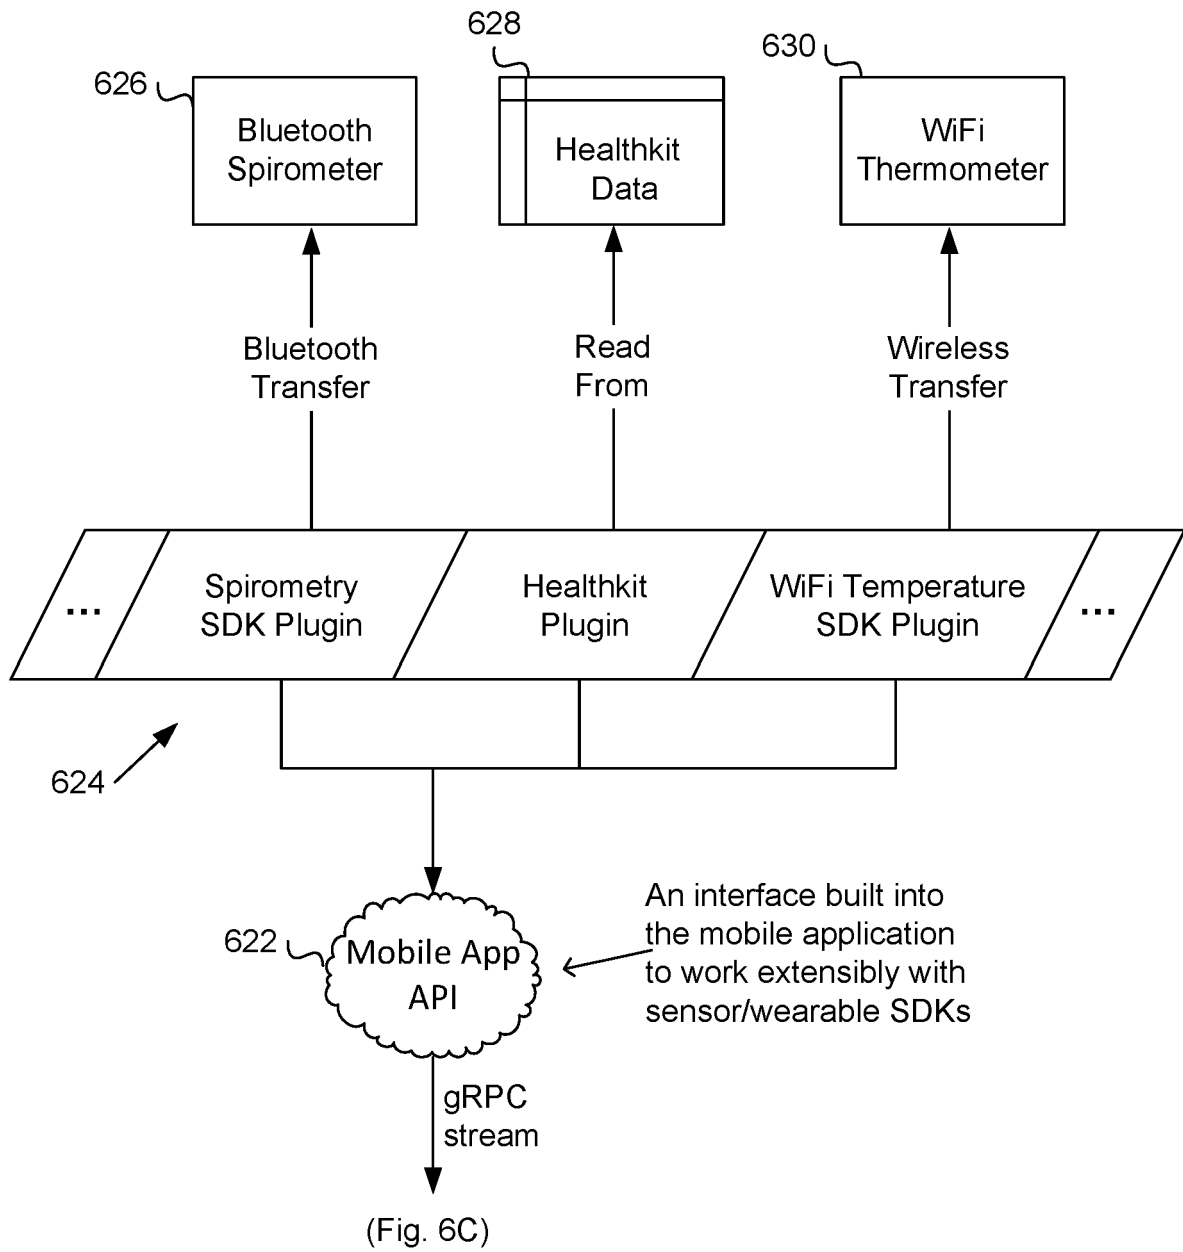 628
630
626
Bluetooth
Spirometer
Healthkit
Data
WiFi
Thermometer
Bluetooth
Transfer
Read
From
Wireless
Transfer
...
Spirometry
SDK Plugin
Healthkit
Plugin
WiFi Temperature
SDK Plugin
...
624
622
Mobile App
API
An interface built into
the mobile application
to work extensibly with
sensor/wearable SDKs
gRPC
stream
(Fig. 6C)